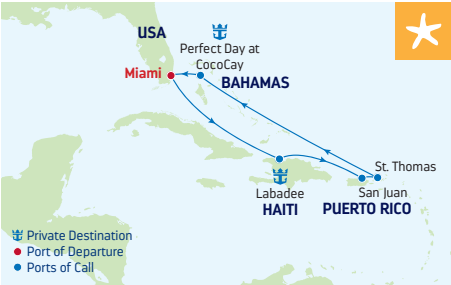 USA
Perfect Day at
CocoCay
Miami
BAHAMAS
St. Thomas
San Juan
Labadee
HAITI
PUERTO RICO
Private Destination
Port of Departure
Ports of Call